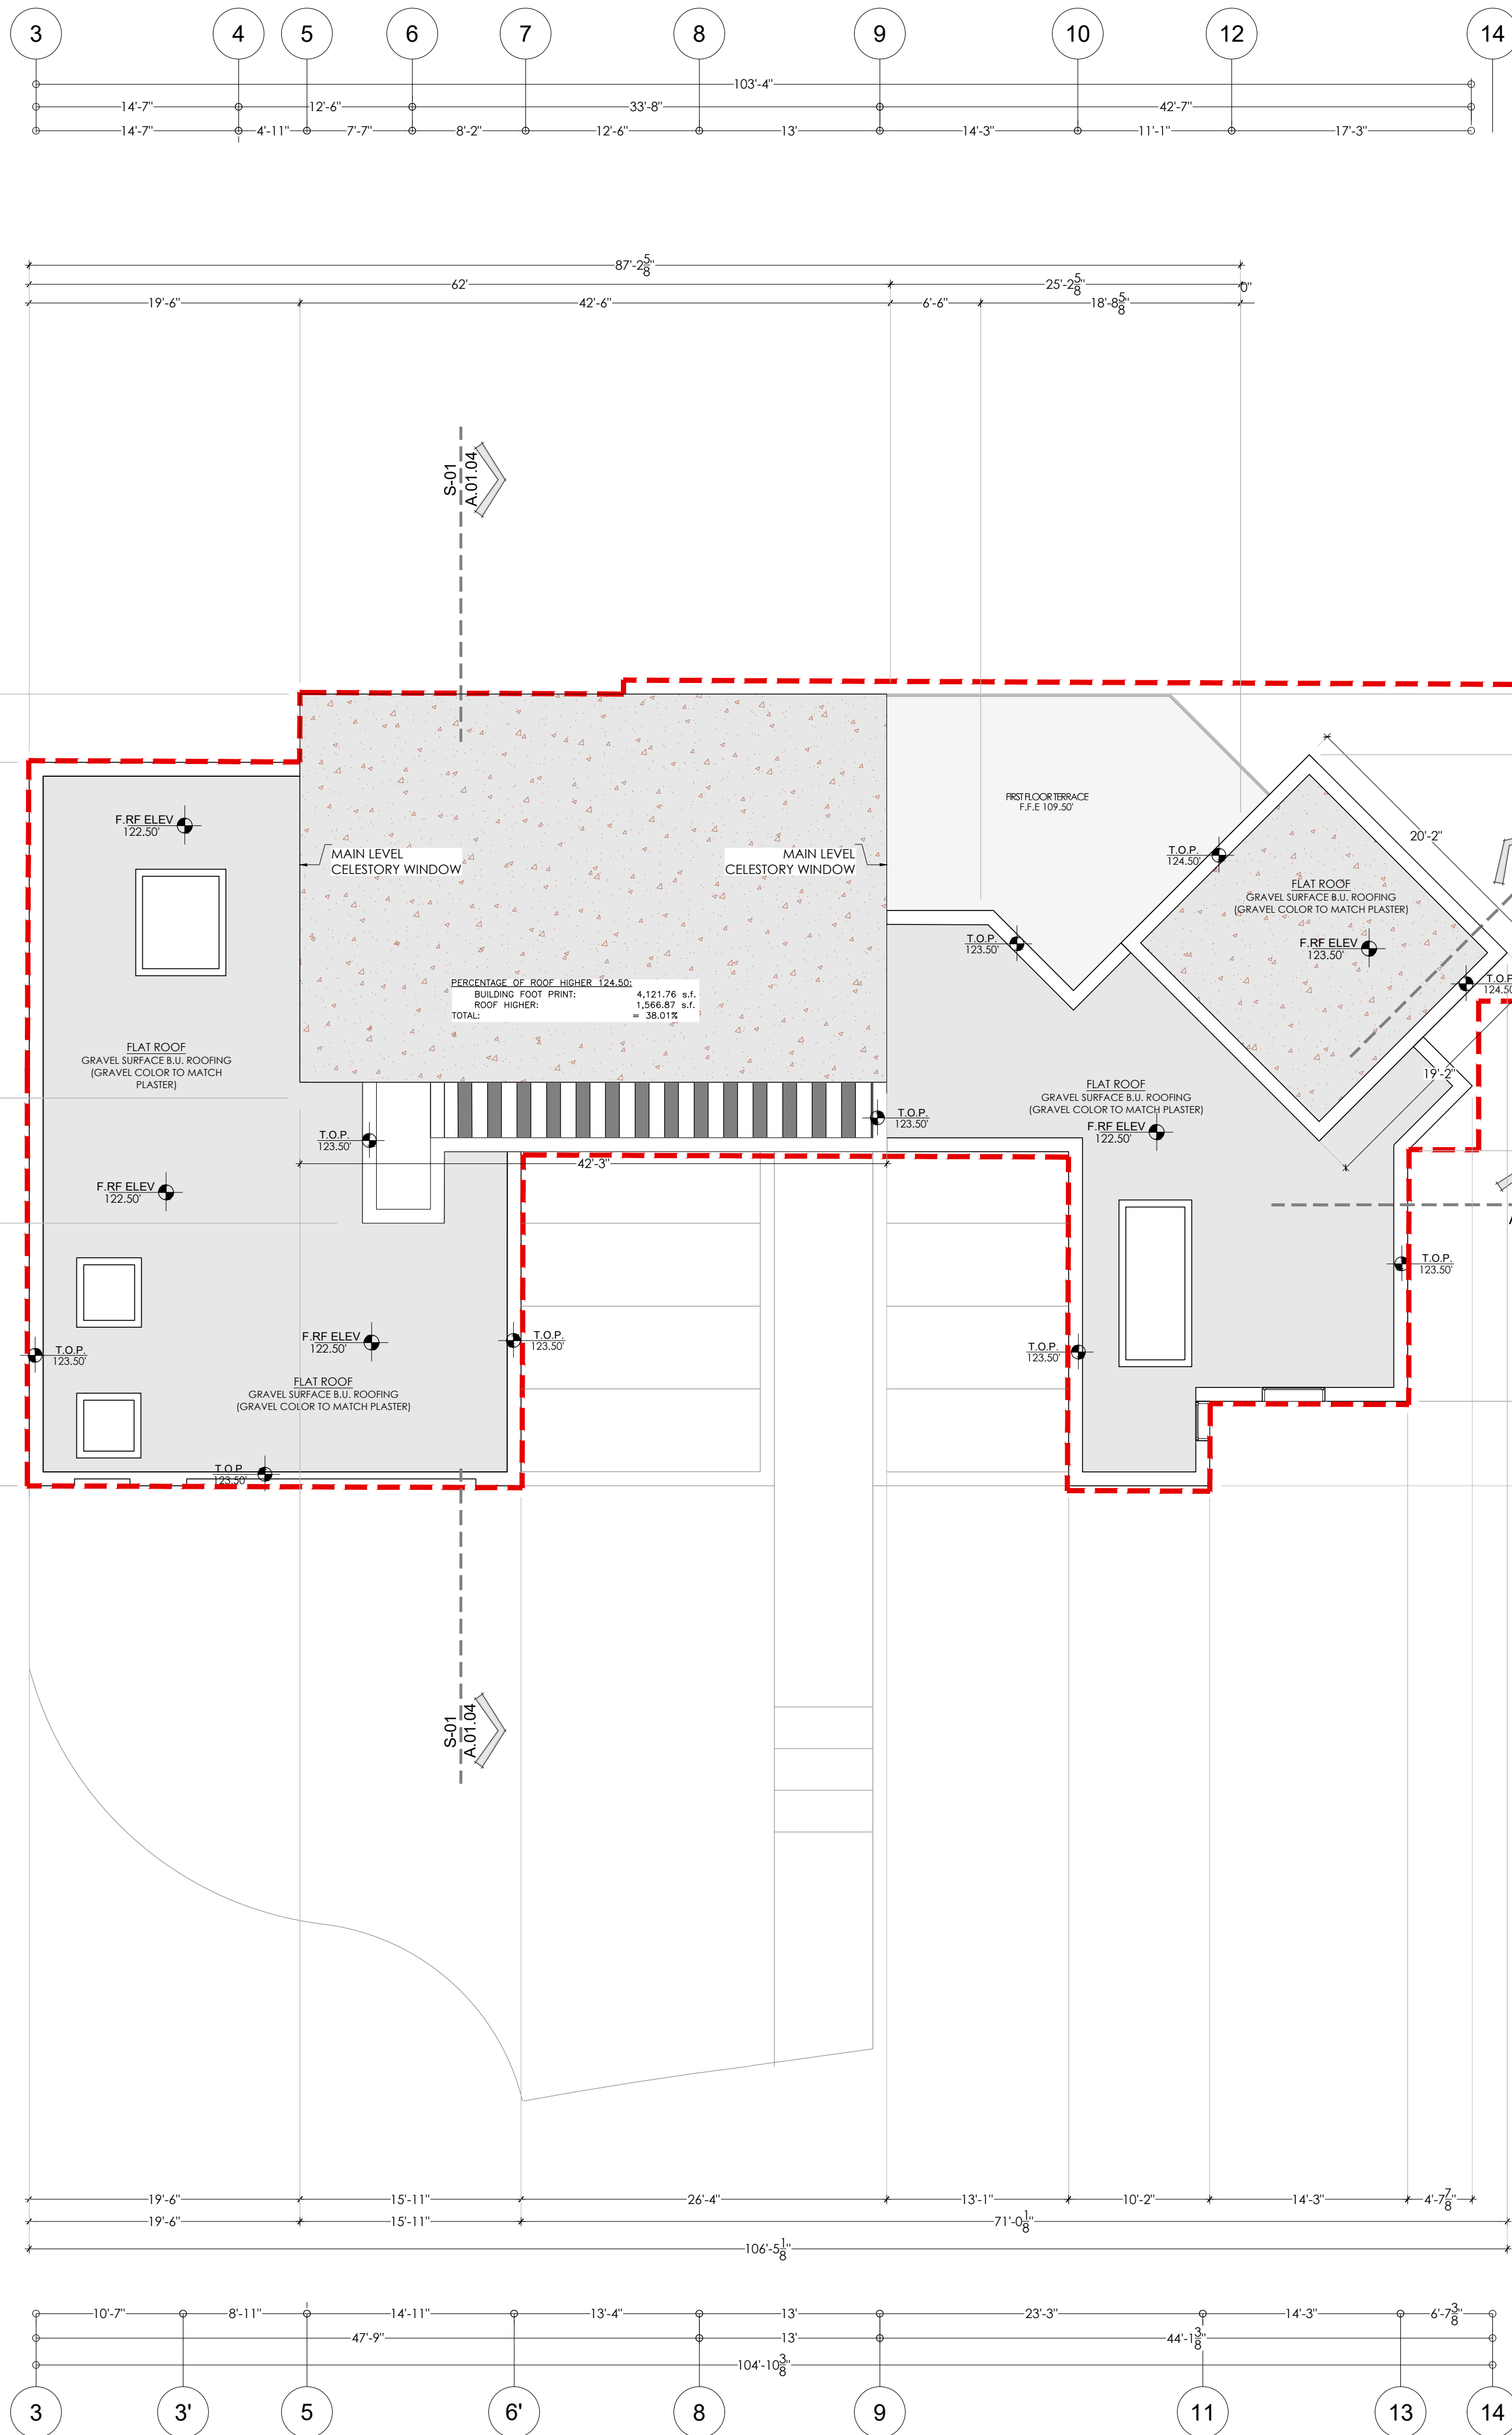 3 4 5 6 7 8 9 10 12 14
103'-4"
14'-7" 12'-6" 33'-8" 42'-7"
14'-7" 4'-11" 7'-7" 8'-2" 12'-6" 13' 14'-3" 11'-1" 17'-3"
87'-2 5/8"
62' 25'-2 5/8" 0"
19'-6" 42'-6" 6'-6" 18'-8 5/8"
S-01
A.01.04
FIRST FLOOR TERRACE
F.F.E 109.50'
F.RF ELEV
122.50'
MAIN LEVEL
CELESTORY WINDOW
MAIN LEVEL
CELESTORY WINDOW
20'-2"
T.O.P.
124.50'
FLAT ROOF
GRAVEL SURFACE B.U. ROOFING
(GRAVEL COLOR TO MATCH PLASTER)
F.RF ELEV
123.50'
T.O.P.
123.50'
T.O.P.
124.50
PERCENTAGE OF ROOF HIGHER 124.50:
BUILDING FOOT PRINT: 4,121.76 s.f.
ROOF HIGHER: 1,566.87 s.f.
TOTAL: = 38.01%
FLAT ROOF
GRAVEL SURFACE B.U. ROOFING
(GRAVEL COLOR TO MATCH
PLASTER)
19'-2"
FLAT ROOF
GRAVEL SURFACE B.U. ROOFING
(GRAVEL COLOR TO MATCH PLASTER)
F.RF ELEV
122.50'
T.O.P.
123.50'
T.O.P.
123.50'
42'-3"
F.RF ELEV
122.50'
T.O.P.
123.50'
F.RF ELEV
122.50'
T.O.P.
123.50'
T.O.P.
123.50'
T.O.P.
123.50'
FLAT ROOF
GRAVEL SURFACE B.U. ROOFING
(GRAVEL COLOR TO MATCH PLASTER)
T.O.P.
123.50'
S-01
A.01.04
19'-6" 15'-11" 26'-4" 13'-1" 10'-2" 14'-3" 4'-7 7/8"
19'-6" 15'-11" 71'-0 1/8"
106'-5 1/8"
10'-7" 8'-11" 14'-11" 13'-4" 13' 23'-3" 14'-3" 6'-7 3/8"
47'-9" 13' 44'-1 3/8"
104'-10 3/8"
3 3' 5 6' 8 9 11 13 14